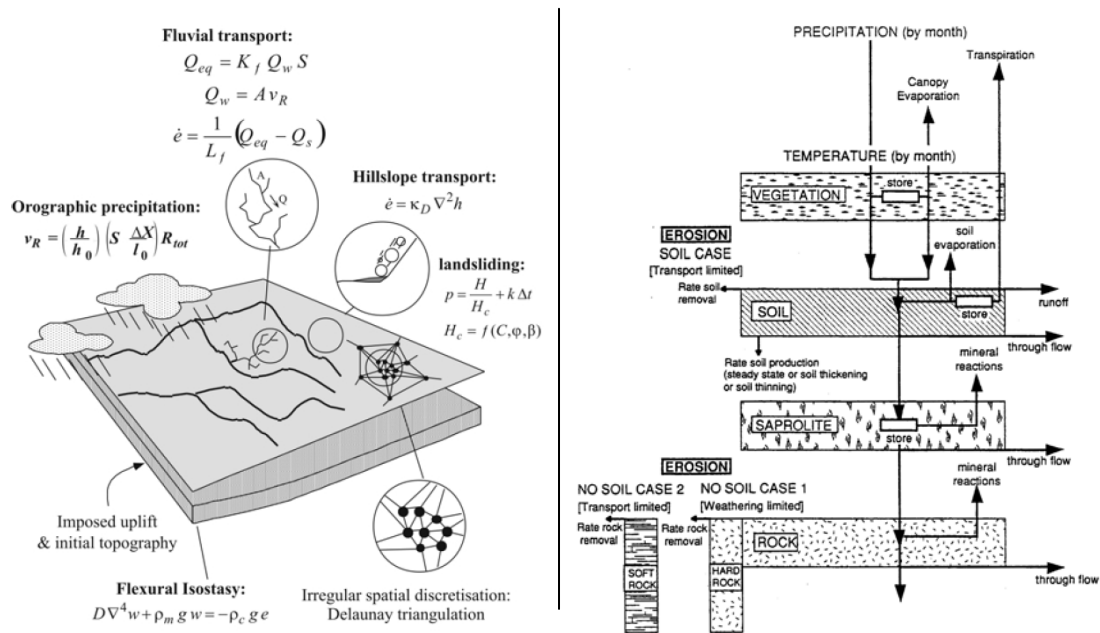 Fluvial transport:
Q_eq = K_f Q_w S
Q_w = A v_R
ė = 1/L_f (Q_eq − Q_s)
A
Q
Hillslope transport:
ė = κ_D ∇²h
Orographic precipitation:
v_R = (h/h_0) (S ΔX/l_0) R_tot
landsliding:
p = H/H_c + k Δt
H_c = f(C,φ,β)
Imposed uplift
& initial topography
Flexural Isostasy:
D∇⁴w + ρ_m g w = −ρ_c g e
Irregular spatial discretisation:
Delaunay triangulation
PRECIPITATION (by month)
Transpiration
Canopy
Evaporation
TEMPERATURE (by month)
store
VEGETATION
EROSION
SOIL CASE
[Transport limited]
soil
evaporation
Rate soil
removal
SOIL
store
runoff
through flow
Rate soil production
(steady state or soil thickening
or soil thinning)
mineral
reactions
SAPROLITE
store
through flow
EROSION
NO SOIL CASE 2
[Transport limited]
NO SOIL CASE 1
[Weathering limited]
mineral
reactions
Rate rock
removal
Rate rock
removal
ROCK
SOFT
ROCK
HARD
ROCK
through flow